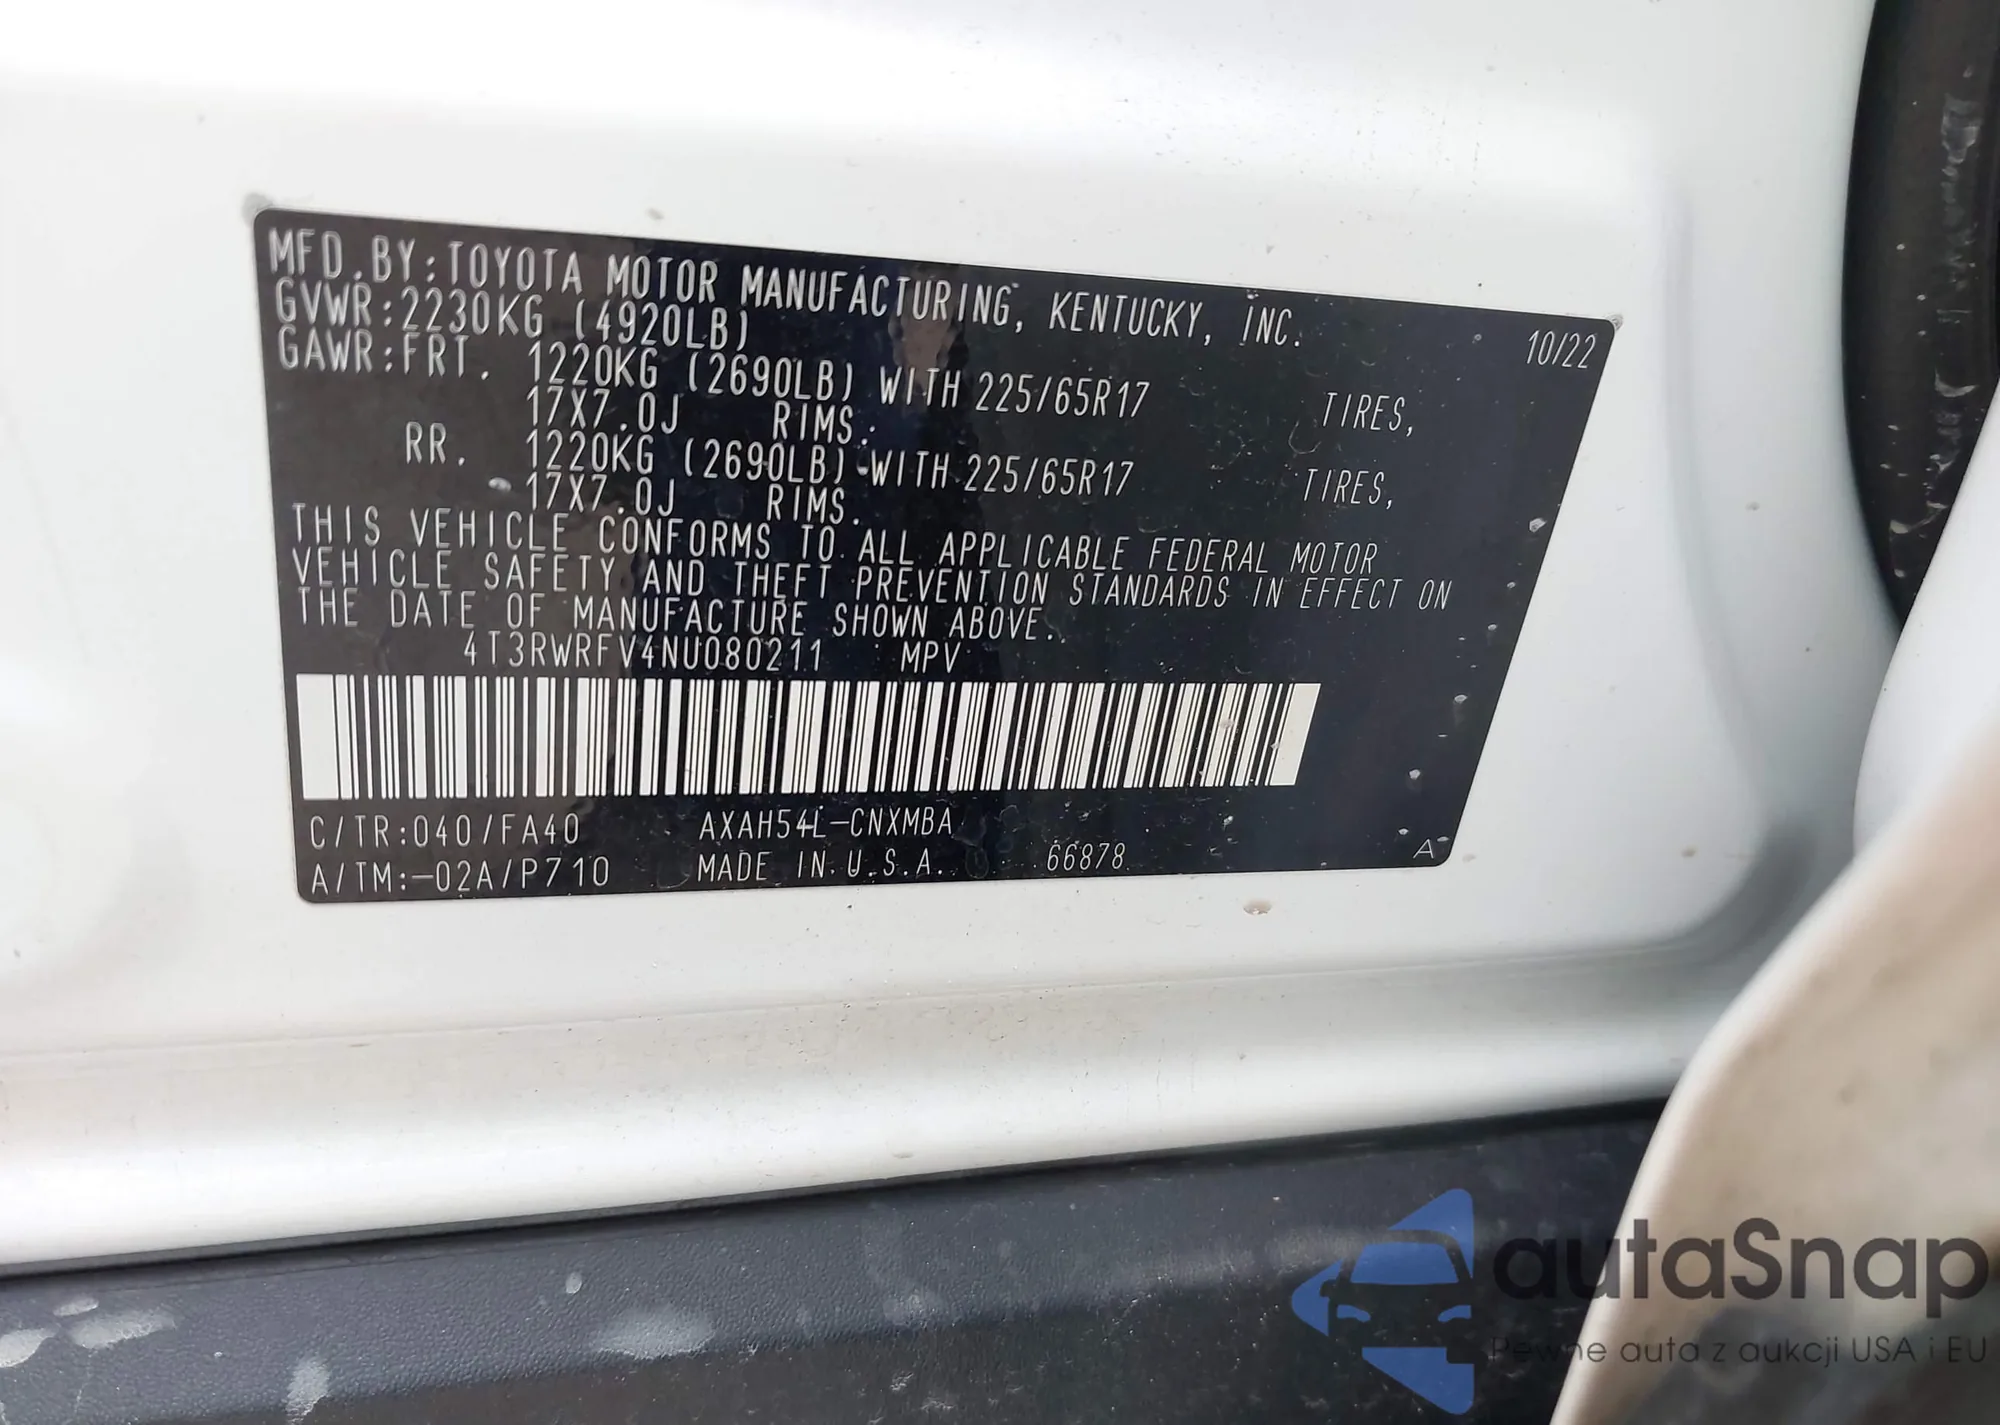 MFD.BY:TOYOTA MOTOR MANUFACTURING, KENTUCKY, INC. 10/22
GVWR:2230KG (4920LB)
GAWR:FRT. 1220KG (2690LB) WITH 225/65R17 TIRES,
17X7.0J RIMS.
RR. 1220KG (2690LB) WITH 225/65R17 TIRES,
17X7.0J RIMS.
THIS VEHICLE CONFORMS TO ALL APPLICABLE FEDERAL MOTOR
VEHICLE SAFETY AND THEFT PREVENTION STANDARDS IN EFFECT ON
THE DATE OF MANUFACTURE SHOWN ABOVE.
4T3RWRFV4NU080211 MPV
C/TR:040/FA40 AXAH54L-CNXMBA
A/TM:-02A/P710 MADE IN U.S.A. 66878 A
autaSnap
Pewne auta z aukcji USA i EU